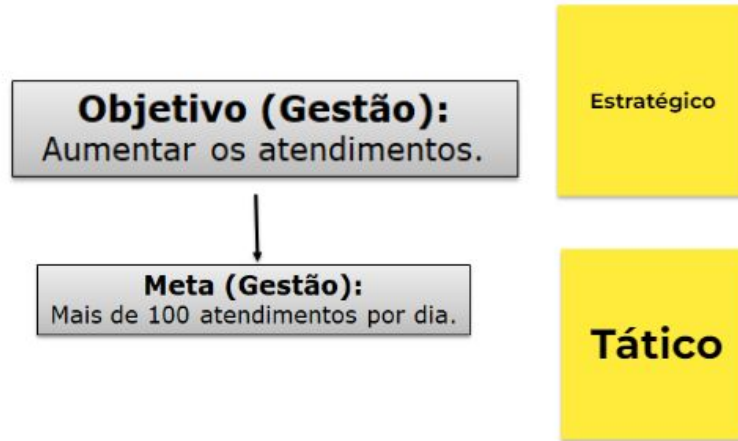 Objetivo (Gestão):
Aumentar os atendimentos.
Estratégico
Meta (Gestão):
Mais de 100 atendimentos por dia.
Tático